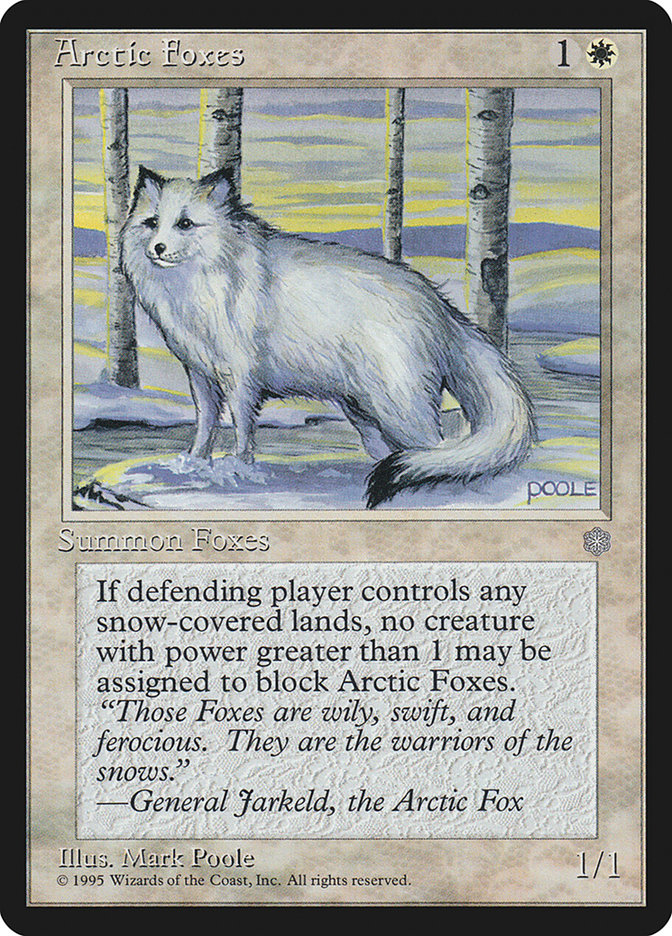 Arctic Foxes 1
POOLE
Summon Foxes
If defending player controls any
snow-covered lands, no creature
with power greater than 1 may be
assigned to block Arctic Foxes.
“Those Foxes are wily, swift, and
ferocious.  They are the warriors of the
snows.”
—General Jarkeld, the Arctic Fox
Illus. Mark Poole
1/1
© 1995 Wizards of the Coast, Inc. All rights reserved.